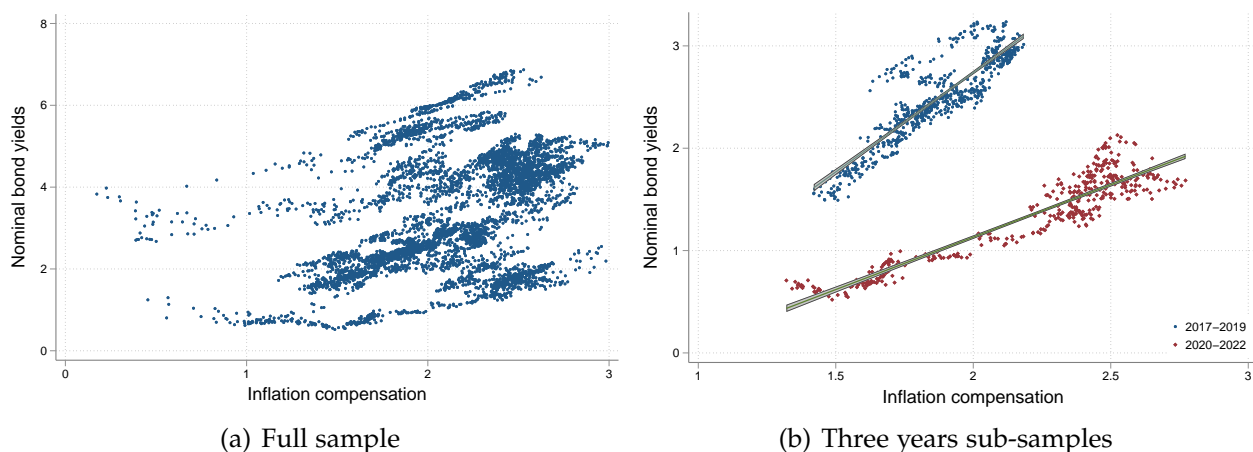 Nominal bond yields
8
6
4
2
0
0 1 2 3
Inflation compensation
(a) Full sample
Nominal bond yields
3
2
1
0
1 1.5 2 2.5 3
Inflation compensation
2017−2019
2020−2022
(b) Three years sub-samples